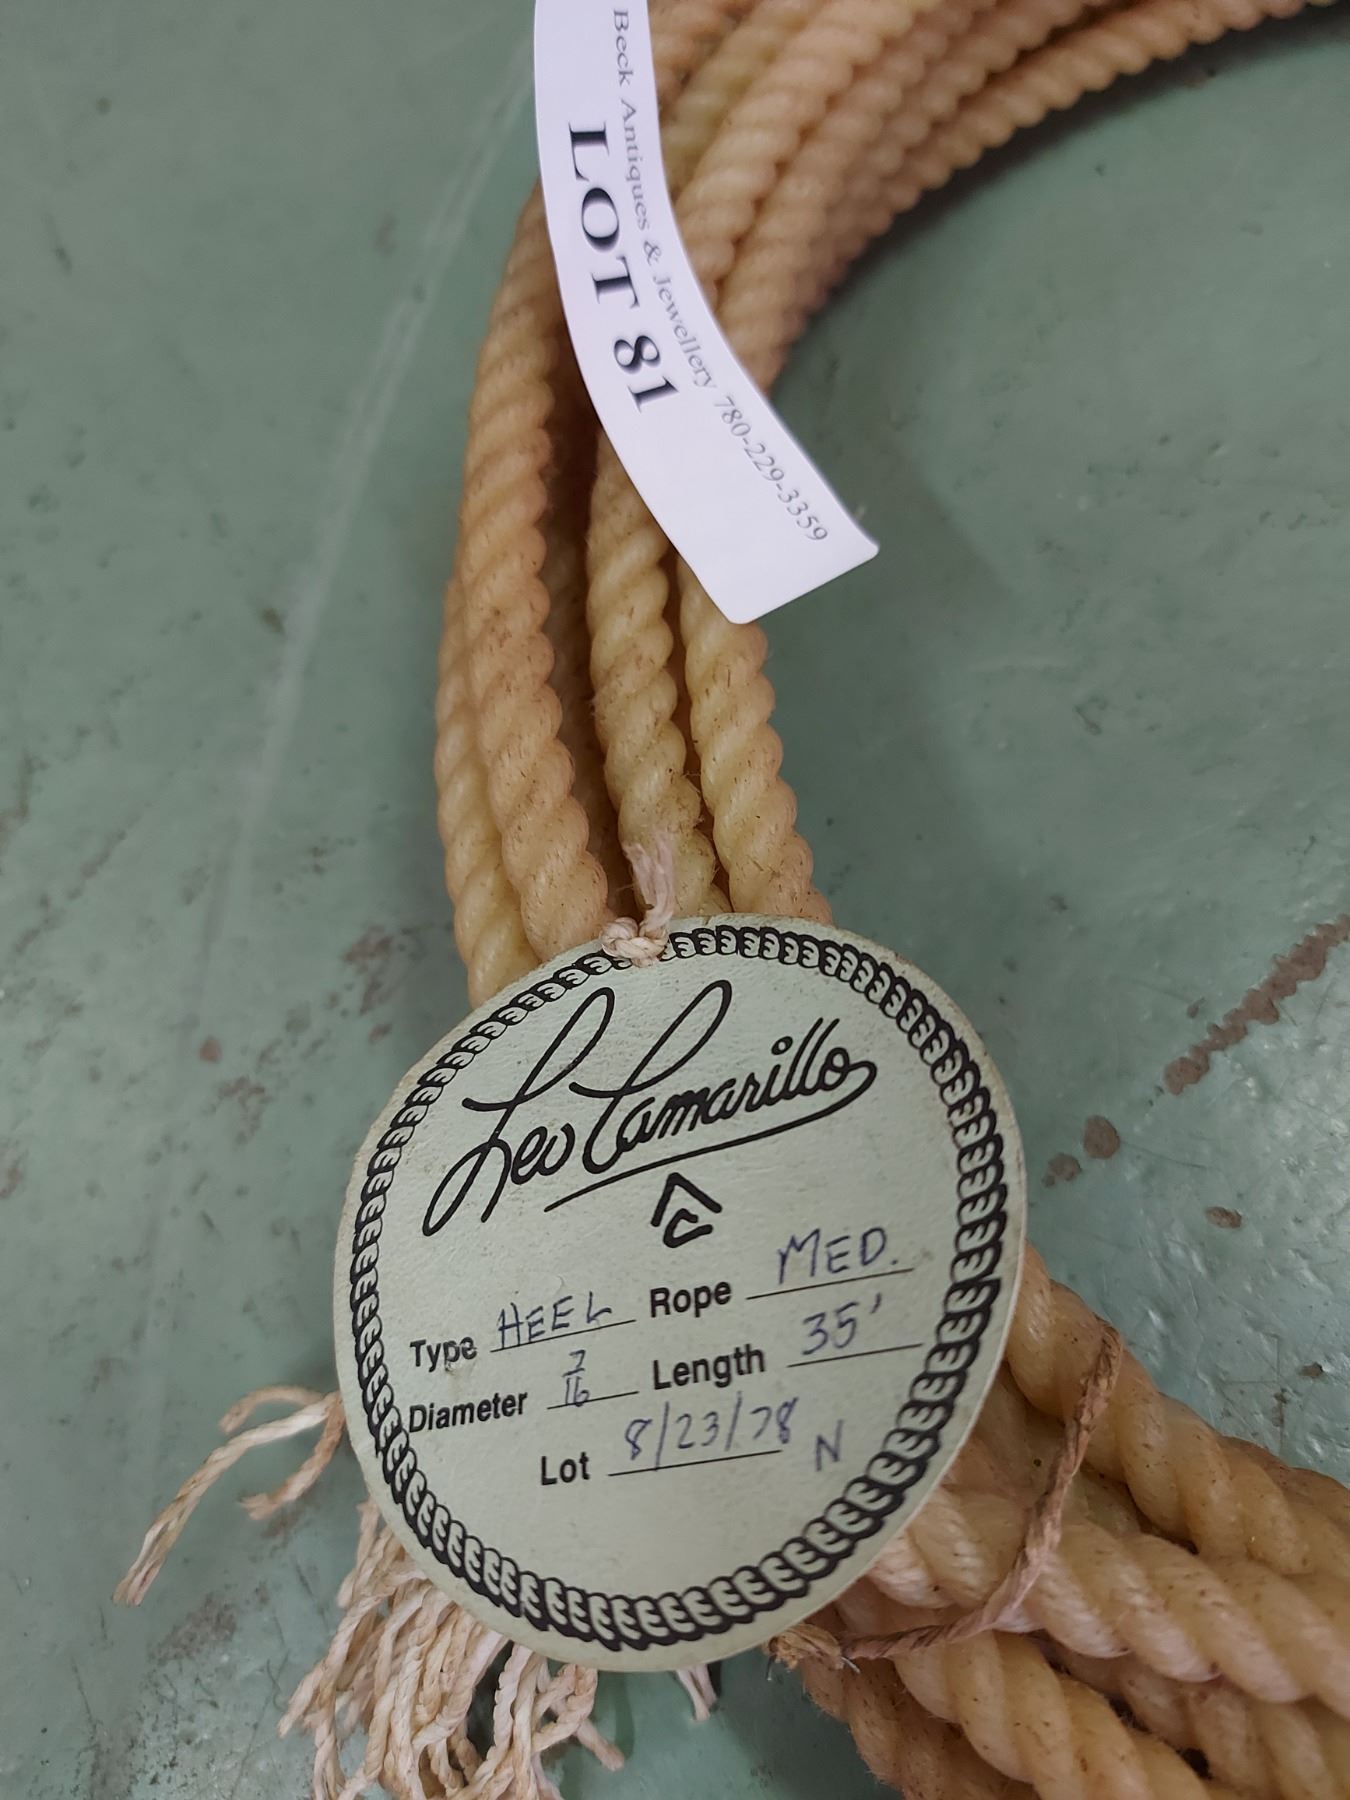 Beck Antiques & Jewellery 780-229-3359
LOT 81
Leo Camarillo
Type HEEL Rope MED.
Diameter 7/16 Length 35'
Lot 8/23/78 N